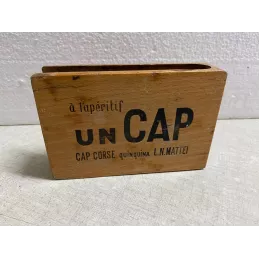 à l'apéritif
UN CAP
CAP CORSE QUINQUINA L.N.MATTEI